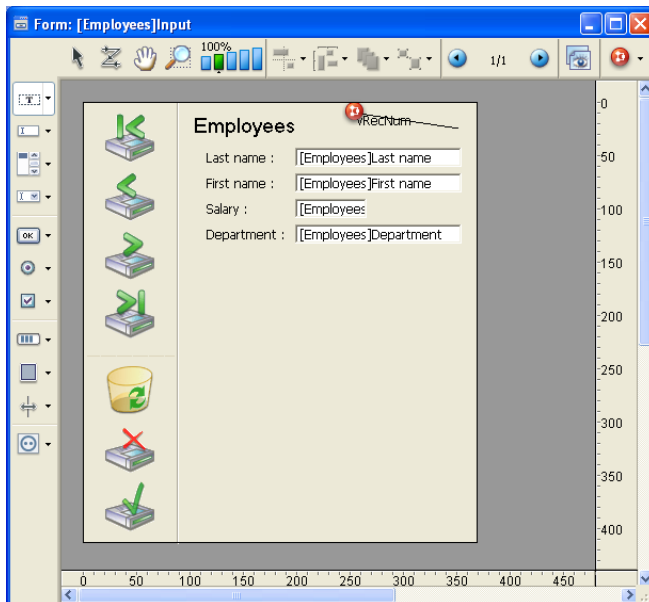 Form: [Employees]Input
100%
1/1
T
I
I
OK
vRecNum
Employees
Last name : [Employees]Last name
First name : [Employees]First name
Salary : [Employees
Department : [Employees]Department
0
50
100
150
200
250
300
350
400
0 50 100 150 200 250 300 350 400 450